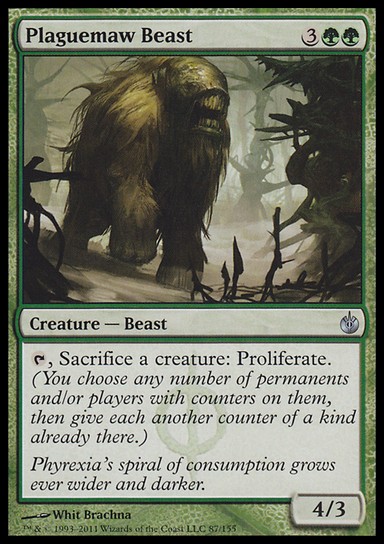 Plaguemaw Beast 3
Creature — Beast
, Sacrifice a creature: Proliferate.
(You choose any number of permanents
and/or players with counters on them,
then give each another counter of a kind
already there.)
Phyrexia's spiral of consumption grows
ever wider and darker.
Whit Brachna
™ & © 1993–2011 Wizards of the Coast LLC 87/155
4/3